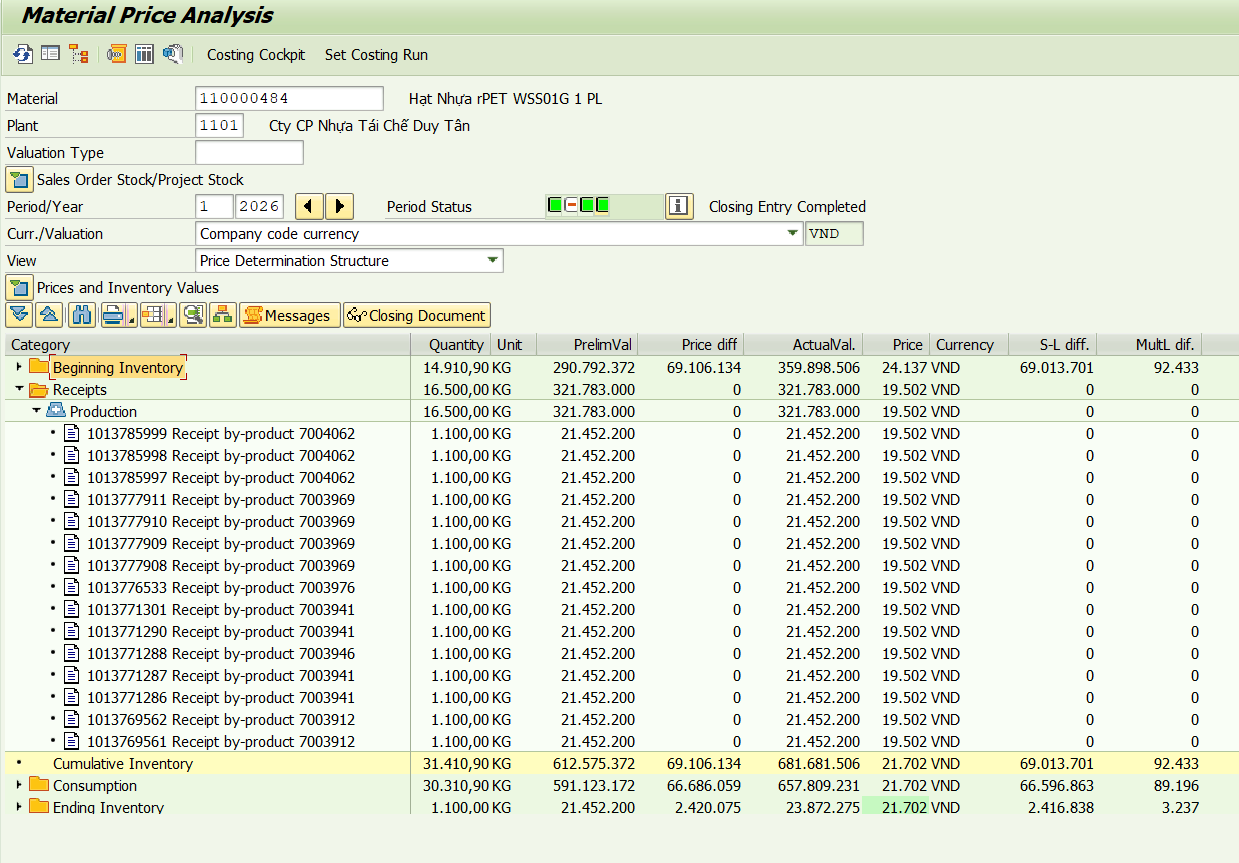 Material Price Analysis
Costing Cockpit Set Costing Run
Material 110000484 Hạt Nhựa rPET WSS01G 1 PL
Plant 1101 Cty CP Nhựa Tái Chế Duy Tân
Valuation Type
Sales Order Stock/Project Stock
Period/Year 1 2026 Period Status Closing Entry Completed
Curr./Valuation Company code currency VND
View Price Determination Structure
Prices and Inventory Values
Messages Closing Document
Category Quantity Unit PrelimVal Price diff ActualVal. Price Currency S-L diff. MultL dif.
Beginning Inventory 14.910,90 KG 290.792.372 69.106.134 359.898.506 24.137 VND 69.013.701 92.433
Receipts 16.500,00 KG 321.783.000 0 321.783.000 19.502 VND 0 0
Production 16.500,00 KG 321.783.000 0 321.783.000 19.502 VND 0 0
1013785999 Receipt by-product 7004062 1.100,00 KG 21.452.200 0 21.452.200 19.502 VND 0 0
1013785998 Receipt by-product 7004062 1.100,00 KG 21.452.200 0 21.452.200 19.502 VND 0 0
1013785997 Receipt by-product 7004062 1.100,00 KG 21.452.200 0 21.452.200 19.502 VND 0 0
1013777911 Receipt by-product 7003969 1.100,00 KG 21.452.200 0 21.452.200 19.502 VND 0 0
1013777910 Receipt by-product 7003969 1.100,00 KG 21.452.200 0 21.452.200 19.502 VND 0 0
1013777909 Receipt by-product 7003969 1.100,00 KG 21.452.200 0 21.452.200 19.502 VND 0 0
1013777908 Receipt by-product 7003969 1.100,00 KG 21.452.200 0 21.452.200 19.502 VND 0 0
1013776533 Receipt by-product 7003976 1.100,00 KG 21.452.200 0 21.452.200 19.502 VND 0 0
1013771301 Receipt by-product 7003941 1.100,00 KG 21.452.200 0 21.452.200 19.502 VND 0 0
1013771290 Receipt by-product 7003941 1.100,00 KG 21.452.200 0 21.452.200 19.502 VND 0 0
1013771288 Receipt by-product 7003946 1.100,00 KG 21.452.200 0 21.452.200 19.502 VND 0 0
1013771287 Receipt by-product 7003941 1.100,00 KG 21.452.200 0 21.452.200 19.502 VND 0 0
1013771286 Receipt by-product 7003941 1.100,00 KG 21.452.200 0 21.452.200 19.502 VND 0 0
1013769562 Receipt by-product 7003912 1.100,00 KG 21.452.200 0 21.452.200 19.502 VND 0 0
1013769561 Receipt by-product 7003912 1.100,00 KG 21.452.200 0 21.452.200 19.502 VND 0 0
Cumulative Inventory 31.410,90 KG 612.575.372 69.106.134 681.681.506 21.702 VND 69.013.701 92.433
Consumption 30.310,90 KG 591.123.172 66.686.059 657.809.231 21.702 VND 66.596.863 89.196
Ending Inventory 1.100,00 KG 21.452.200 2.420.075 23.872.275 21.702 VND 2.416.838 3.237